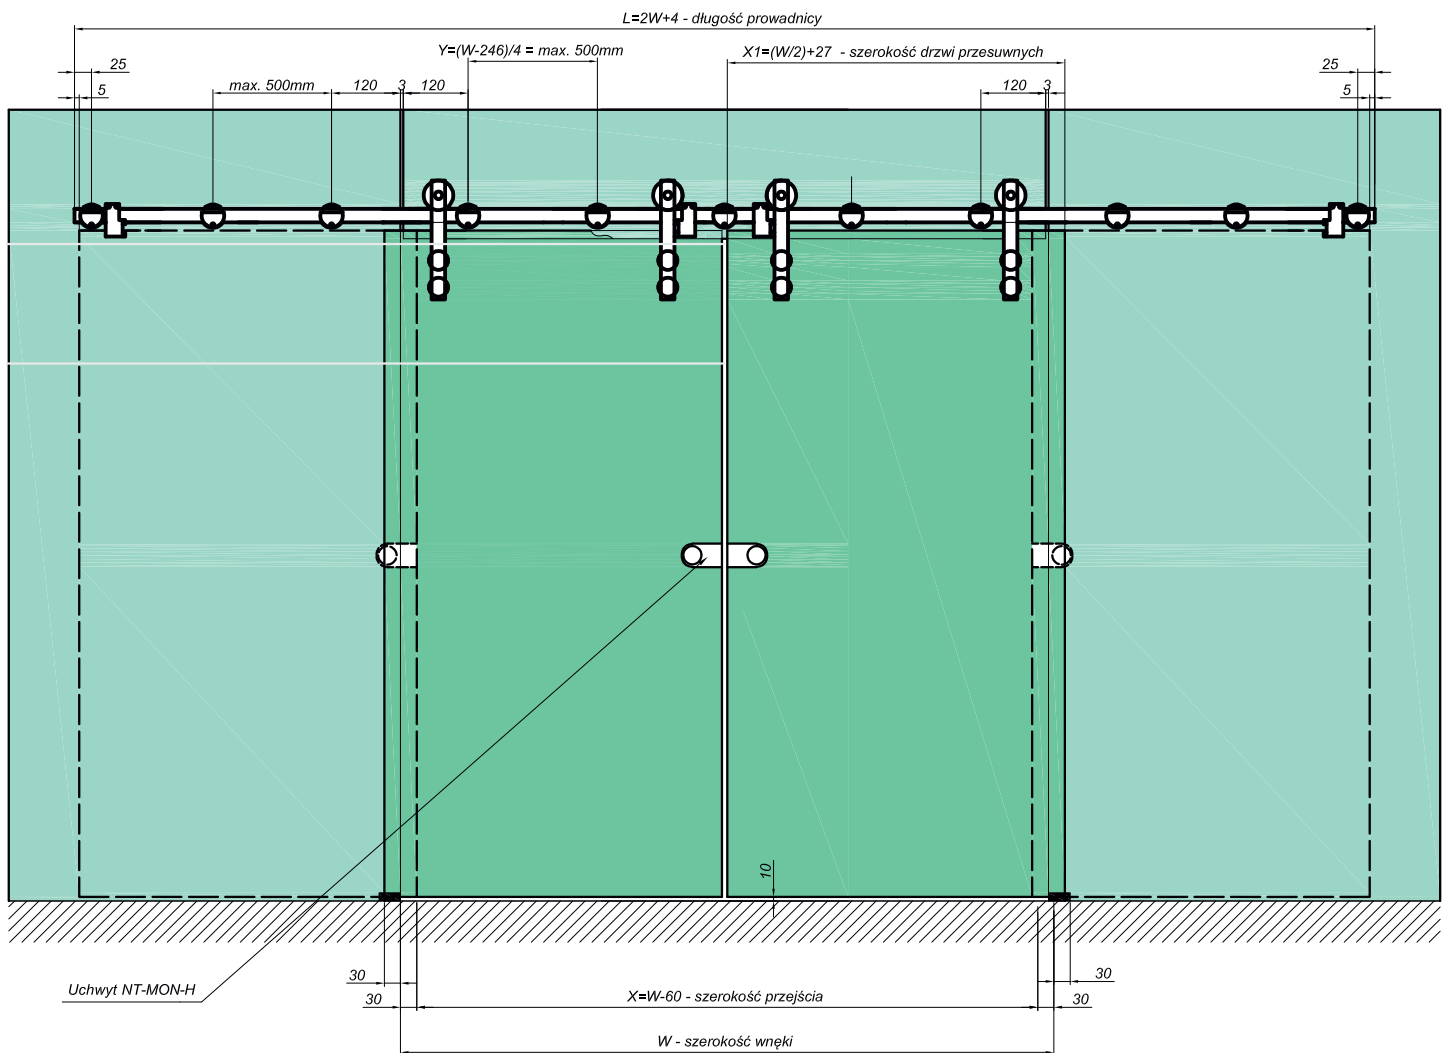 L=2W+4 - długość prowadnicy
Y=(W-246)/4 = max. 500mm
X1=(W/2)+27 - szerokość drzwi przesuwnych
25
25
max. 500mm
120
3
120
120
3
5
5
10
Uchwyt NT-MON-H
30
30
30
X=W-60 - szerokość przejścia
30
W - szerokość wnęki